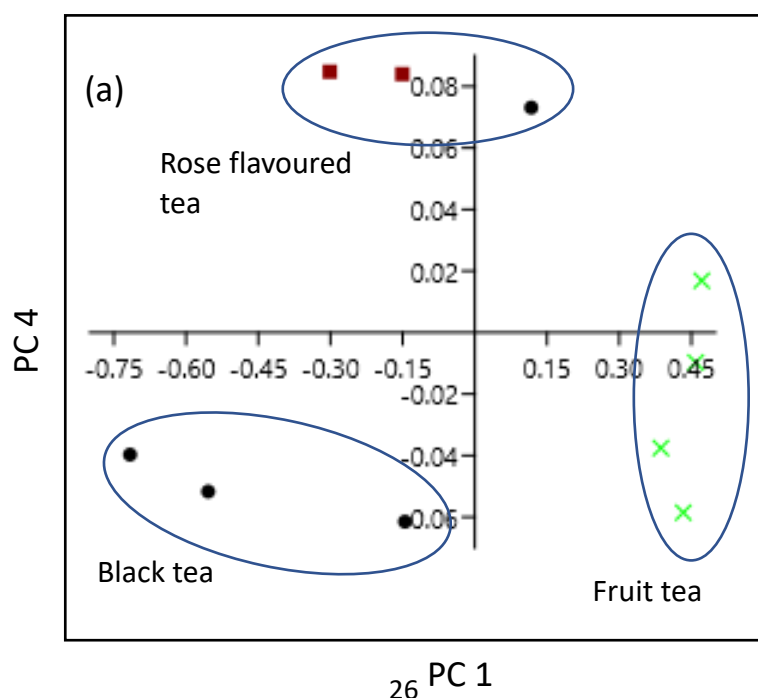 (a)
0.08
Rose flavoured
tea
0.06
0.04
0.02
PC 4
-0.75 -0.60 -0.45 -0.30 -0.15 0.15 0.30 0.45
-0.02
-0.04
-0.06
Black tea
Fruit tea
26 PC 1